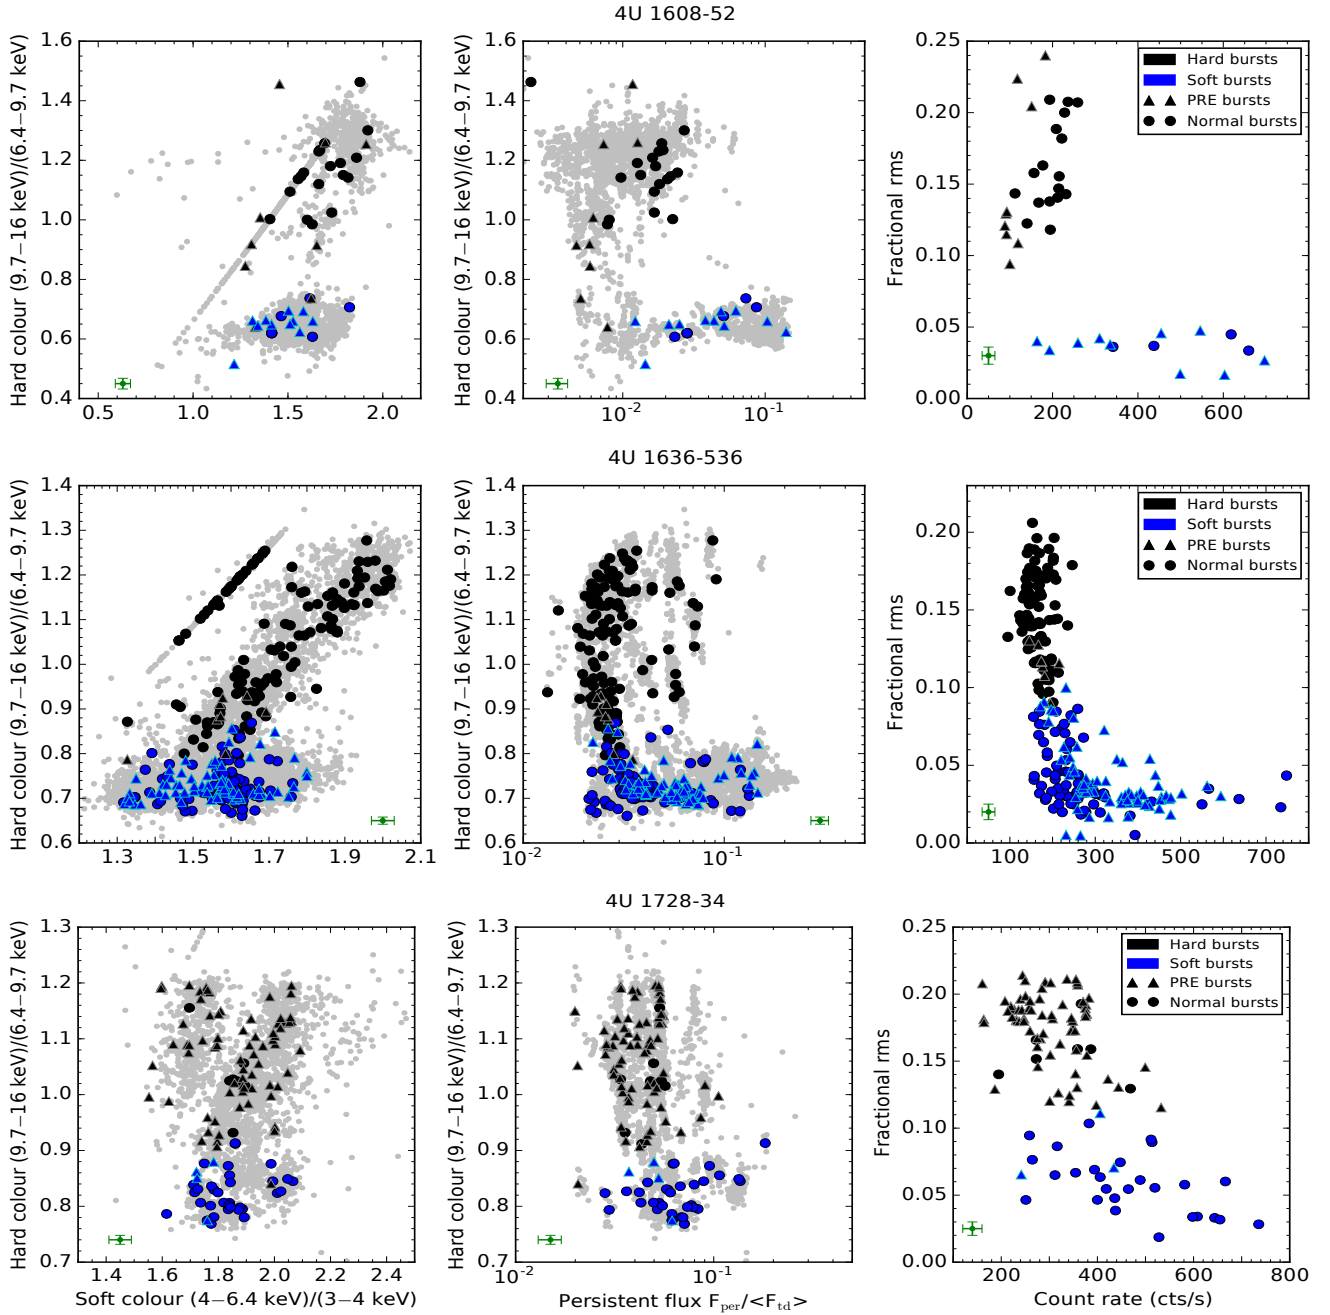 4U 1608-52
Hard colour (9.7−16 keV)/(6.4−9.7 keV)
1.6
1.4
1.2
1.0
0.8
0.6
0.4
0.5 1.0 1.5 2.0
Hard colour (9.7−16 keV)/(6.4−9.7 keV)
1.6
1.4
1.2
1.0
0.8
0.6
0.4
10⁻² 10⁻¹
Fractional rms
0.25
0.20
0.15
0.10
0.05
0.00
0 200 400 600
Hard bursts
Soft bursts
PRE bursts
Normal bursts
4U 1636-536
Hard colour (9.7−16 keV)/(6.4−9.7 keV)
1.4
1.3
1.2
1.1
1.0
0.9
0.8
0.7
0.6
1.3 1.5 1.7 1.9 2.1
Hard colour (9.7−16 keV)/(6.4−9.7 keV)
1.4
1.3
1.2
1.1
1.0
0.9
0.8
0.7
0.6
10⁻² 10⁻¹
Fractional rms
0.20
0.15
0.10
0.05
0.00
100 300 500 700
Hard bursts
Soft bursts
PRE bursts
Normal bursts
4U 1728-34
Hard colour (9.7−16 keV)/(6.4−9.7 keV)
1.3
1.2
1.1
1.0
0.9
0.8
0.7
1.4 1.6 1.8 2.0 2.2 2.4
Soft colour (4−6.4 keV)/(3−4 keV)
Hard colour (9.7−16 keV)/(6.4−9.7 keV)
1.3
1.2
1.1
1.0
0.9
0.8
0.7
10⁻² 10⁻¹
Persistent flux F_per/<F_td>
Fractional rms
0.25
0.20
0.15
0.10
0.05
0.00
200 400 600 800
Count rate (cts/s)
Hard bursts
Soft bursts
PRE bursts
Normal bursts